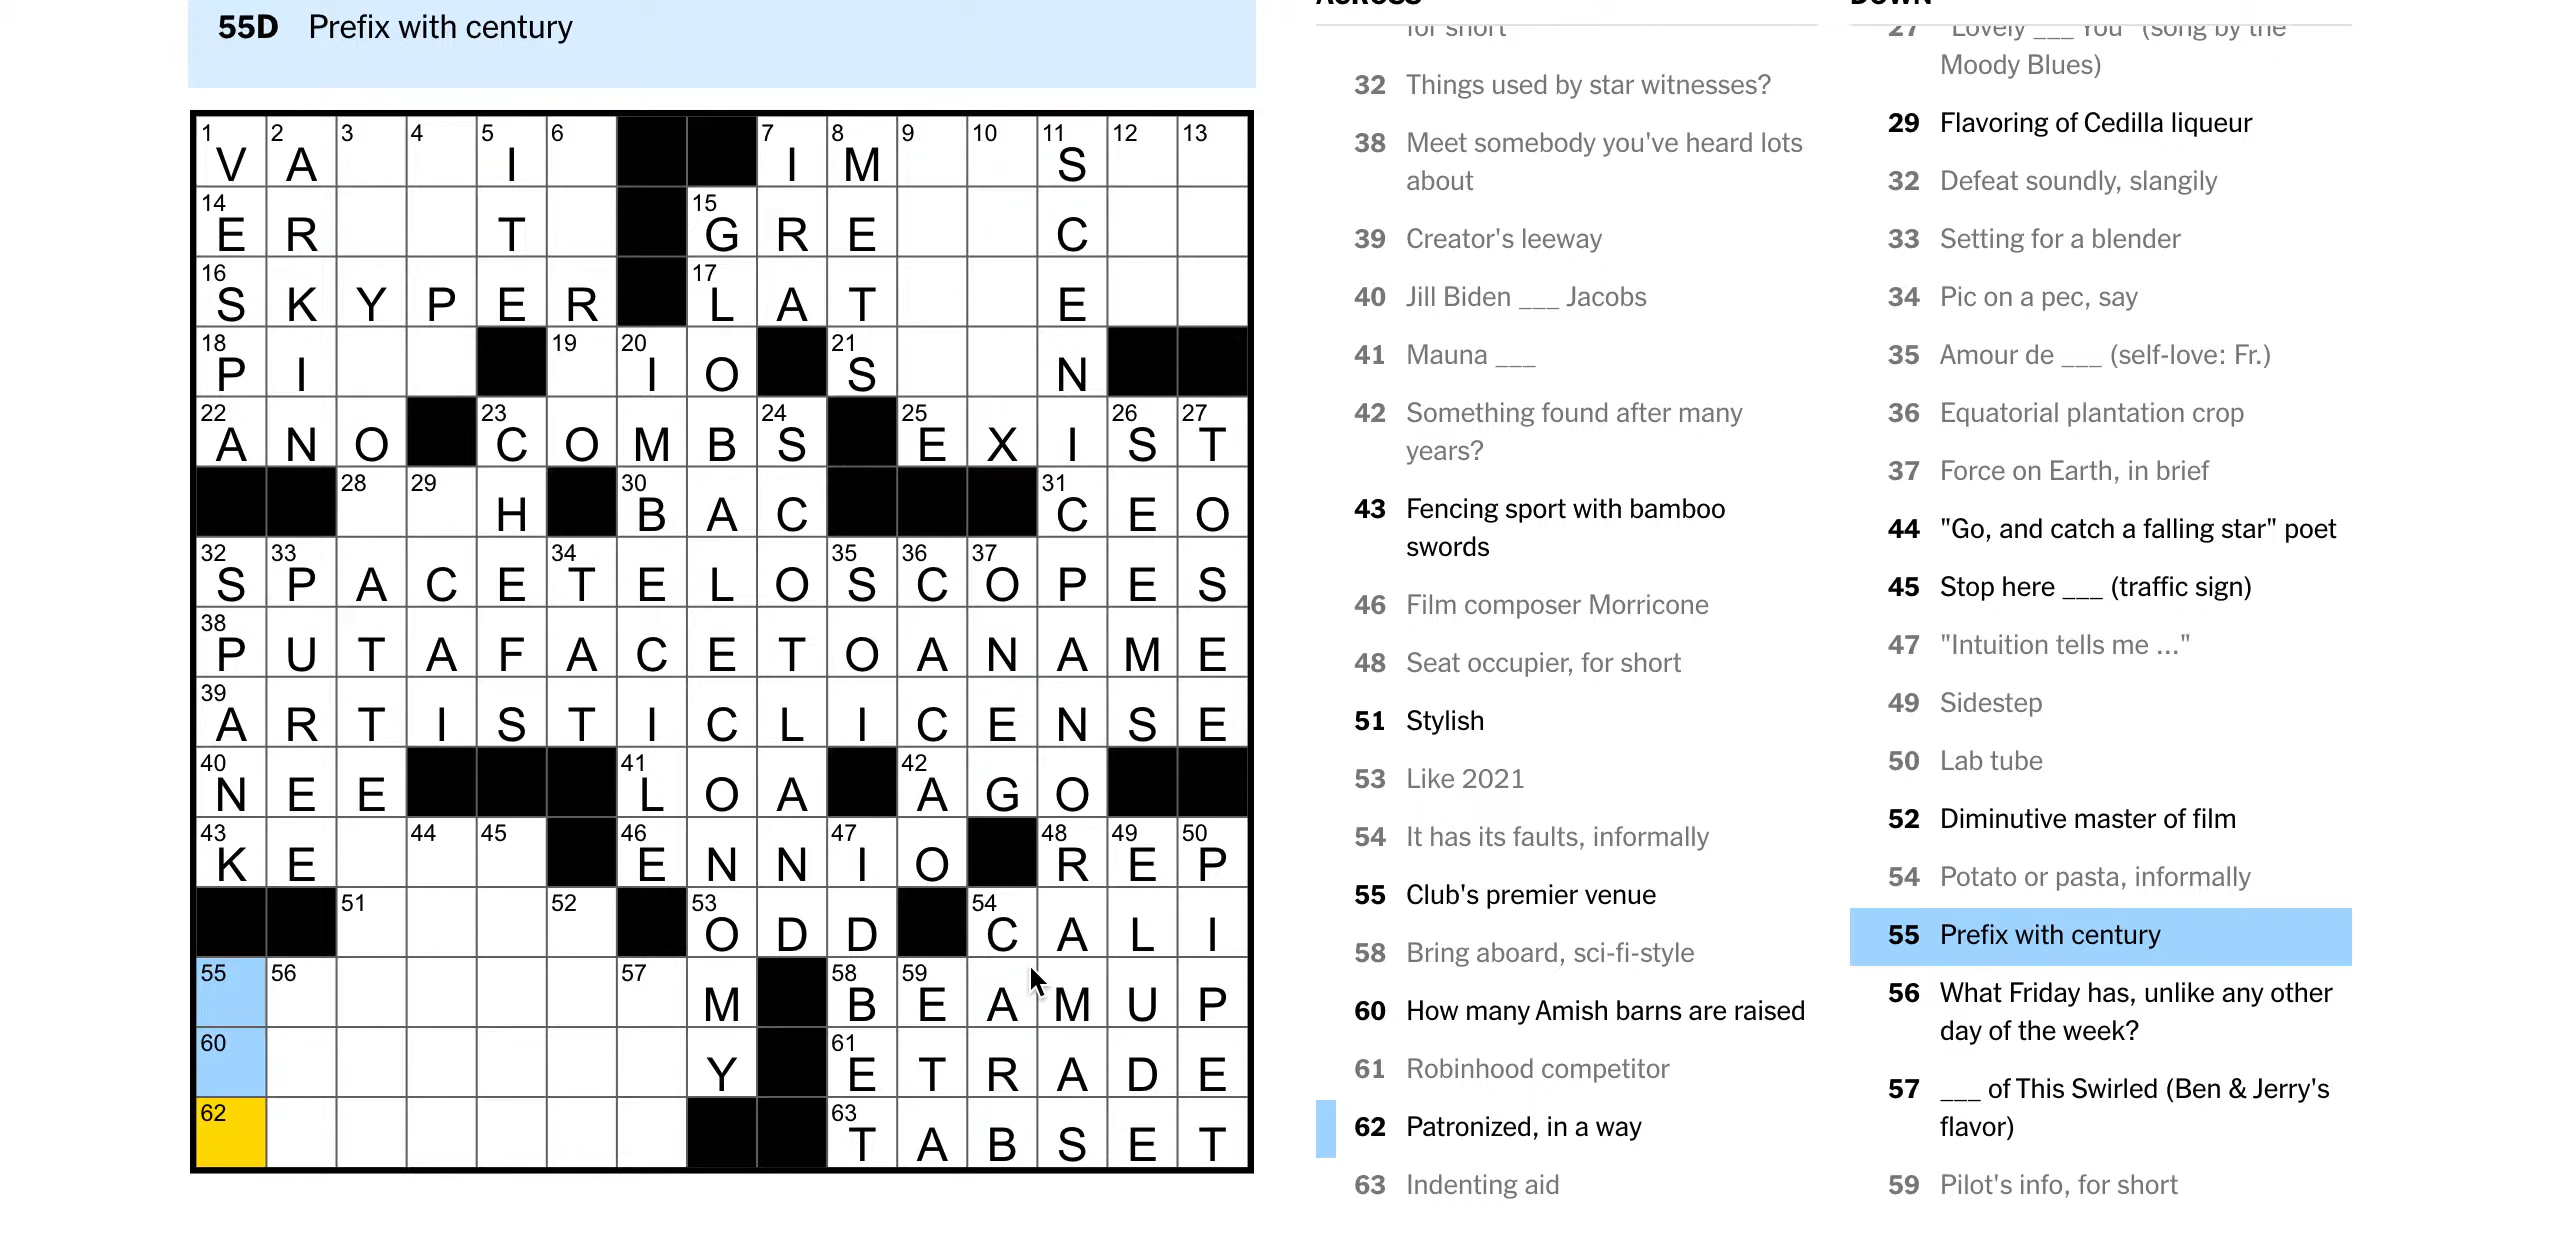 55D Prefix with century
ACROSS
for short
32 Things used by star witnesses?
38 Meet somebody you've heard lots
about
39 Creator's leeway
40 Jill Biden ___ Jacobs
41 Mauna ___
42 Something found after many
years?
43 Fencing sport with bamboo
swords
46 Film composer Morricone
48 Seat occupier, for short
51 Stylish
53 Like 2021
54 It has its faults, informally
55 Club's premier venue
58 Bring aboard, sci-fi-style
60 How many Amish barns are raised
61 Robinhood competitor
62 Patronized, in a way
63 Indenting aid
DOWN
27 "Lovely ___ You" (song by the
Moody Blues)
29 Flavoring of Cedilla liqueur
32 Defeat soundly, slangily
33 Setting for a blender
34 Pic on a pec, say
35 Amour de ___ (self-love: Fr.)
36 Equatorial plantation crop
37 Force on Earth, in brief
44 "Go, and catch a falling star" poet
45 Stop here ___ (traffic sign)
47 "Intuition tells me ..."
49 Sidestep
50 Lab tube
52 Diminutive master of film
54 Potato or pasta, informally
55 Prefix with century
56 What Friday has, unlike any other
day of the week?
57 ___ of This Swirled (Ben & Jerry's
flavor)
59 Pilot's info, for short
1 2 3 4 5 6 7 8 9 10 11 12 13
V A I I M S
14 15
E R T G R E C
16 17
S K Y P E R L A T E
18 19 20 21
P I I O S N
22 23 24 25 26 27
A N O C O M B S E X I S T
28 29 30 31
H B A C C E O
32 33 34 35 36 37
S P A C E T E L O S C O P E S
38
P U T A F A C E T O A N A M E
39
A R T I S T I C L I C E N S E
40 41 42
N E E L O A A G O
43 44 45 46 47 48 49 50
K E E N N I O R E P
51 52 53 54
O D D C A L I
55 56 57 58 59
M B E A M U P
60 61
Y E T R A D E
62 63
T A B S E T